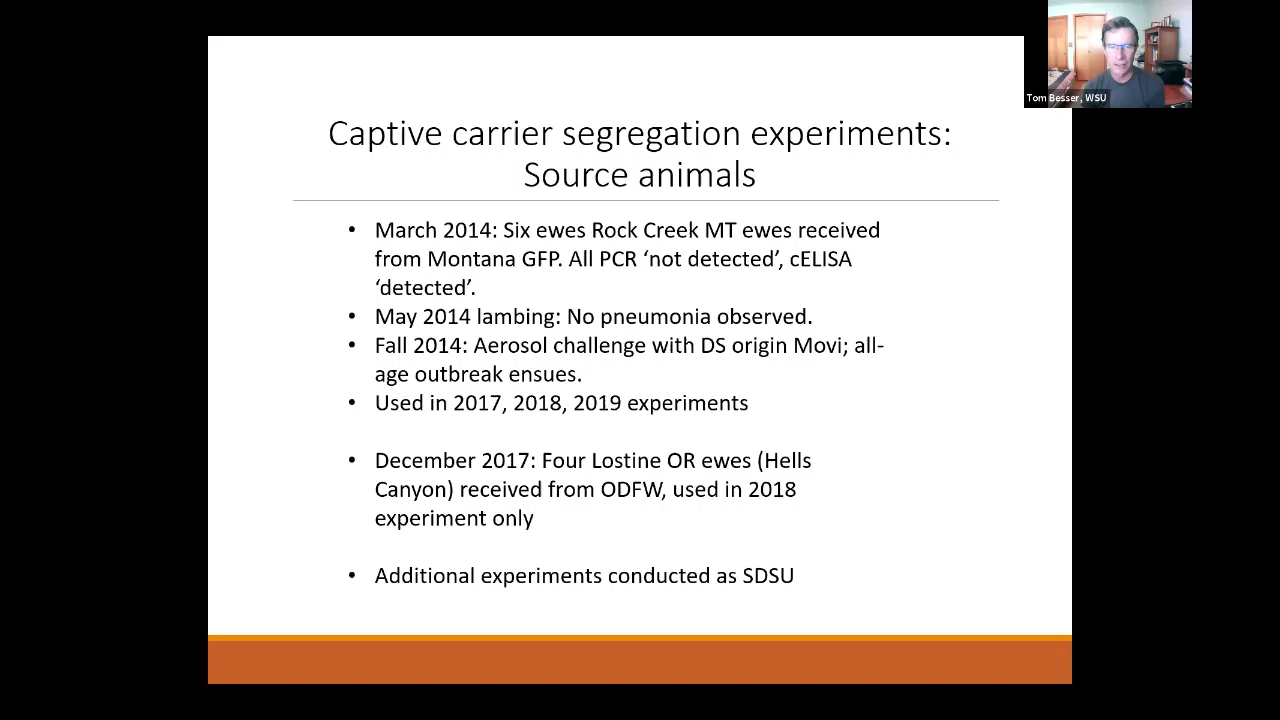 Tom Besser, WSU
Captive carrier segregation experiments:
Source animals
• March 2014: Six ewes Rock Creek MT ewes received
from Montana GFP. All PCR ‘not detected’, cELISA
‘detected’.
• May 2014 lambing: No pneumonia observed.
• Fall 2014: Aerosol challenge with DS origin Movi; all-
age outbreak ensues.
• Used in 2017, 2018, 2019 experiments
• December 2017: Four Lostine OR ewes (Hells
Canyon) received from ODFW, used in 2018
experiment only
• Additional experiments conducted as SDSU